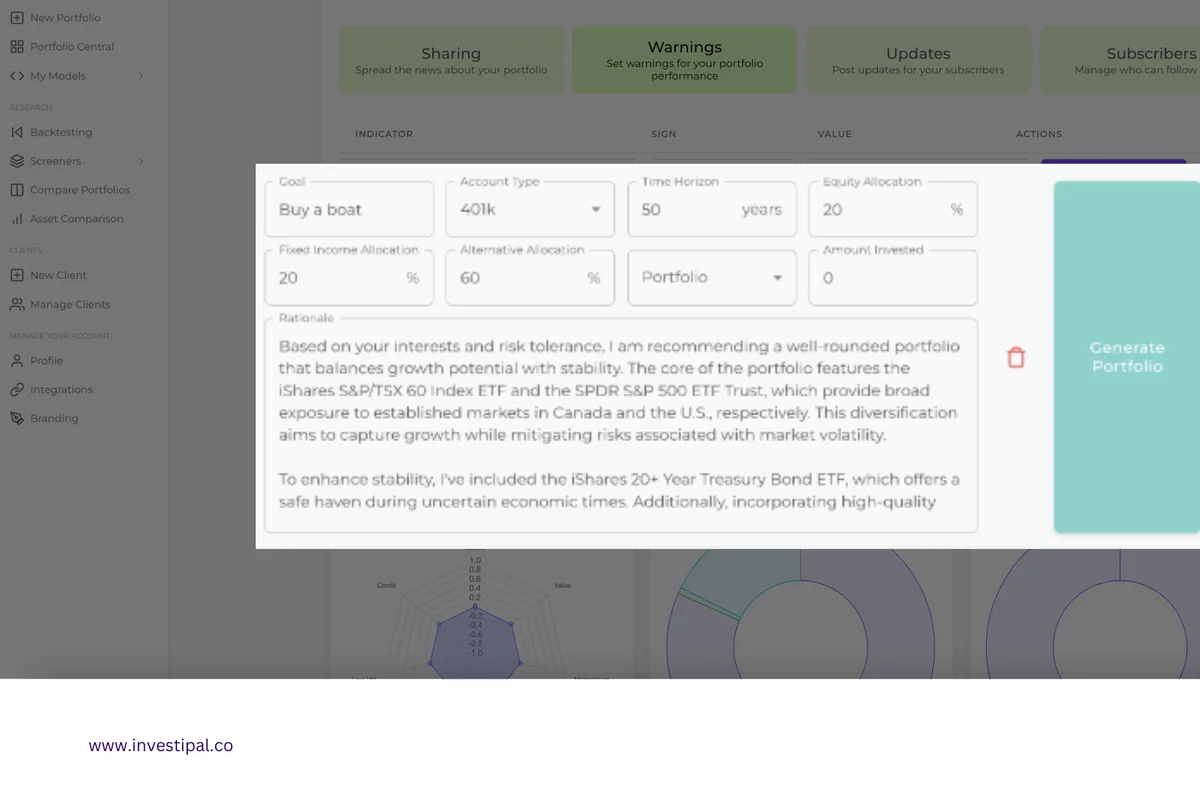 New Portfolio
Portfolio Central
My Models
RESEARCH
Backtesting
Screeners
Compare Portfolios
Asset Comparison
CLIENTS
New Client
Manage Clients
MANAGE YOUR ACCOUNT
Profile
Integrations
Branding
Sharing
Spread the news about your portfolio
Warnings
Set warnings for your portfolio
performance
Updates
Post updates for your subscribers
Subscribers
Manage who can follow
INDICATOR SIGN VALUE ACTIONS
Goal Account Type Time Horizon Equity Allocation
Buy a boat 401k 50 years 20 %
Fixed Income Allocation Alternative Allocation Amount Invested
20 % 60 % Portfolio 0
Rationale
Based on your interests and risk tolerance, I am recommending a well-rounded portfolio
that balances growth potential with stability. The core of the portfolio features the
iShares S&P/TSX 60 Index ETF and the SPDR S&P 500 ETF Trust, which provide broad
exposure to established markets in Canada and the U.S., respectively. This diversification
aims to capture growth while mitigating risks associated with market volatility.
To enhance stability, I've included the iShares 20+ Year Treasury Bond ETF, which offers a
safe haven during uncertain economic times. Additionally, incorporating high-quality
Generate
Portfolio
Credit
Value
1.0
0.8
0.6
0.4
0.2
-0.2
-0.4
-0.6
-0.8
-1.0
www.investipal.co